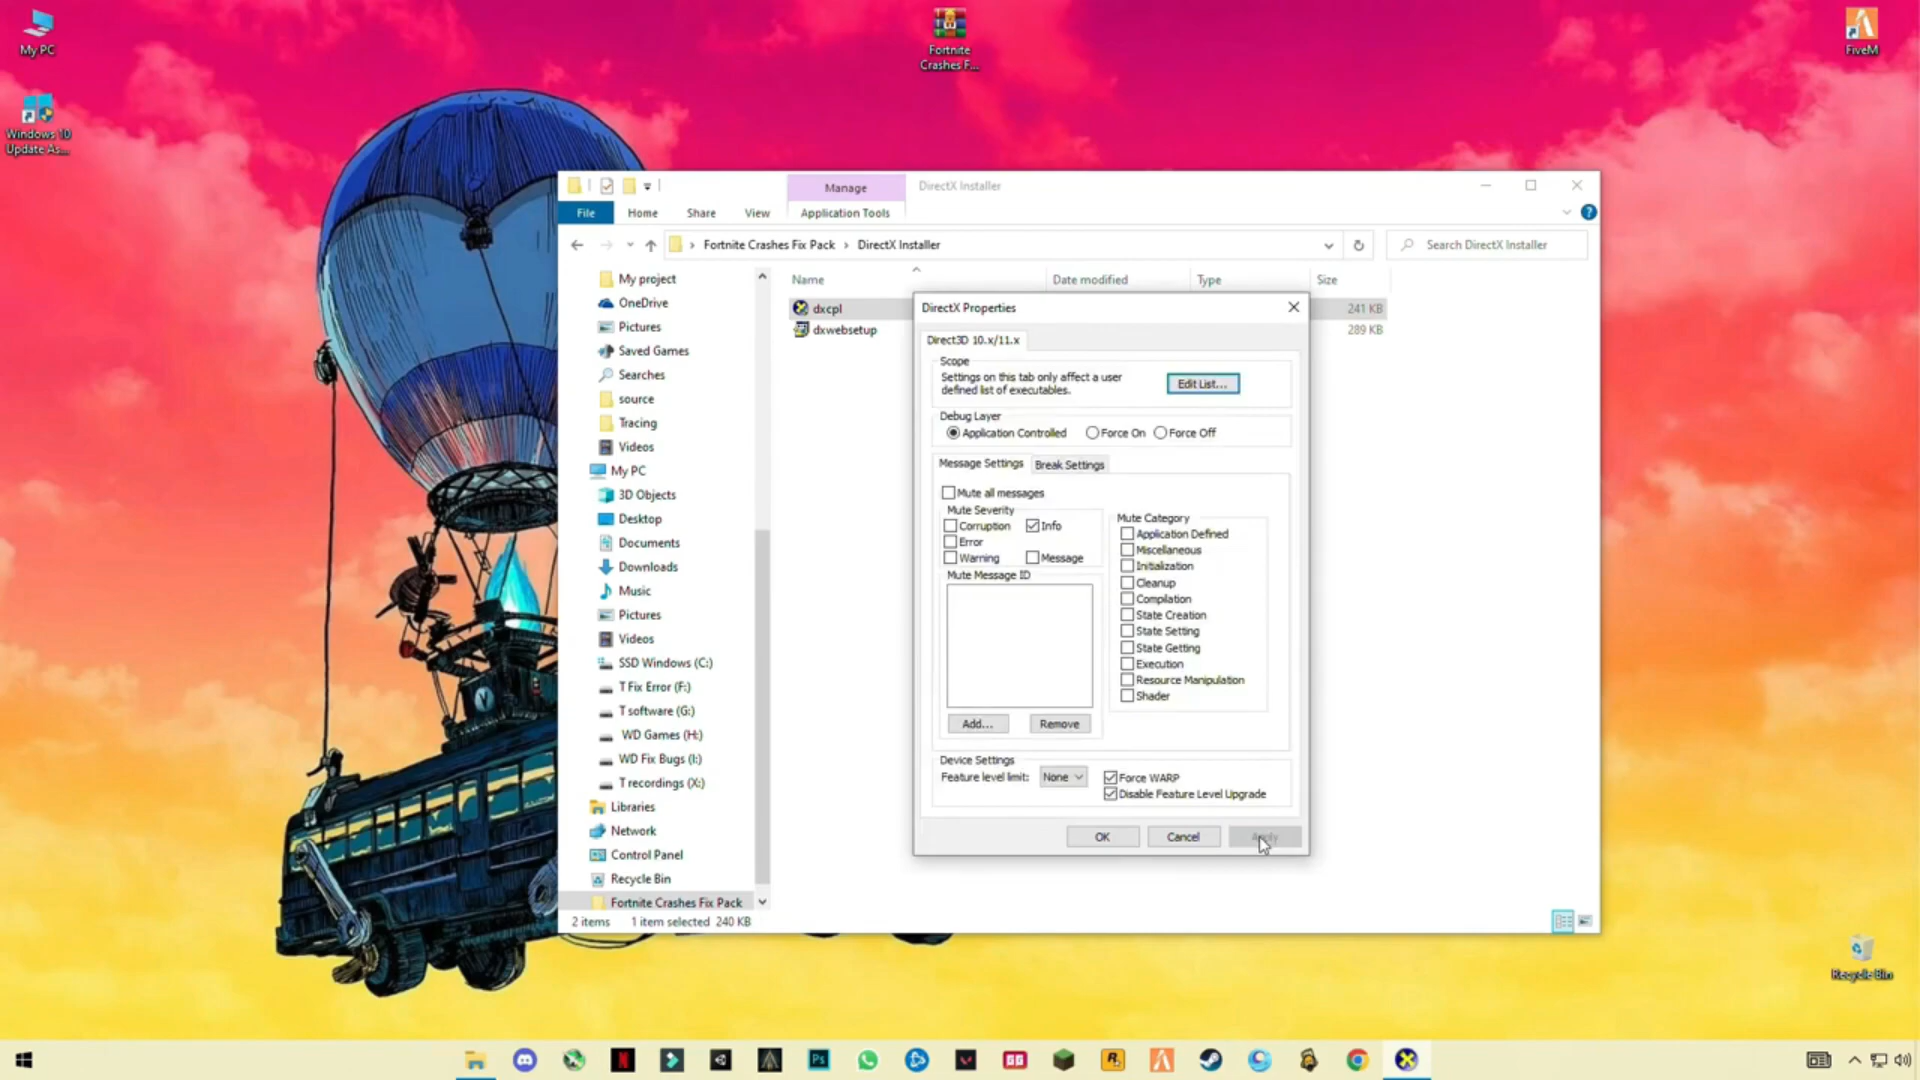 My PC
Windows 10
Update As...
Fortnite
Crashes F...
FiveM
Manage
DirectX Installer
File
Home
Share
View
Application Tools
Fortnite Crashes Fix Pack
DirectX Installer
Search DirectX Installer
Name
Date modified
Type
Size
dxcpl
241 KB
dxwebsetup
289 KB
My project
OneDrive
Pictures
Saved Games
Searches
source
Tracing
Videos
My PC
3D Objects
Desktop
Documents
Downloads
Music
Pictures
Videos
SSD Windows (C:)
T Fix Error (F:)
T software (G:)
WD Games (H:)
WD Fix Bugs (I:)
T recordings (X:)
Libraries
Network
Control Panel
Recycle Bin
Fortnite Crashes Fix Pack
2 items
1 item selected 240 KB
DirectX Properties
Direct3D 10.x/11.x
Scope
Settings on this tab only affect a user
defined list of executables.
Edit List...
Debug Layer
Application Controlled
Force On
Force Off
Message Settings
Break Settings
Mute all messages
Mute Severity
Corruption
Info
Error
Warning
Message
Mute Message ID
Add...
Remove
Mute Category
Application Defined
Miscellaneous
Initialization
Cleanup
Compilation
State Creation
State Setting
State Getting
Execution
Resource Manipulation
Shader
Device Settings
Feature level limit:
None
Force WARP
Disable Feature Level Upgrade
OK
Cancel
Apply
Recycle Bin